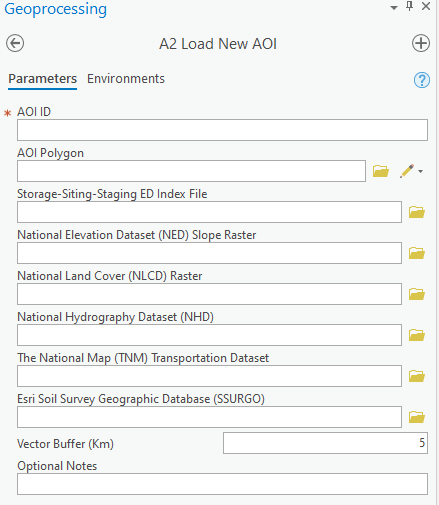 Geoprocessing
A2 Load New AOI
Parameters Environments
* AOI ID
AOI Polygon
Storage-Siting-Staging ED Index File
National Elevation Dataset (NED) Slope Raster
National Land Cover (NLCD) Raster
National Hydrography Dataset (NHD)
The National Map (TNM) Transportation Dataset
Esri Soil Survey Geographic Database (SSURGO)
Vector Buffer (Km) 5
Optional Notes